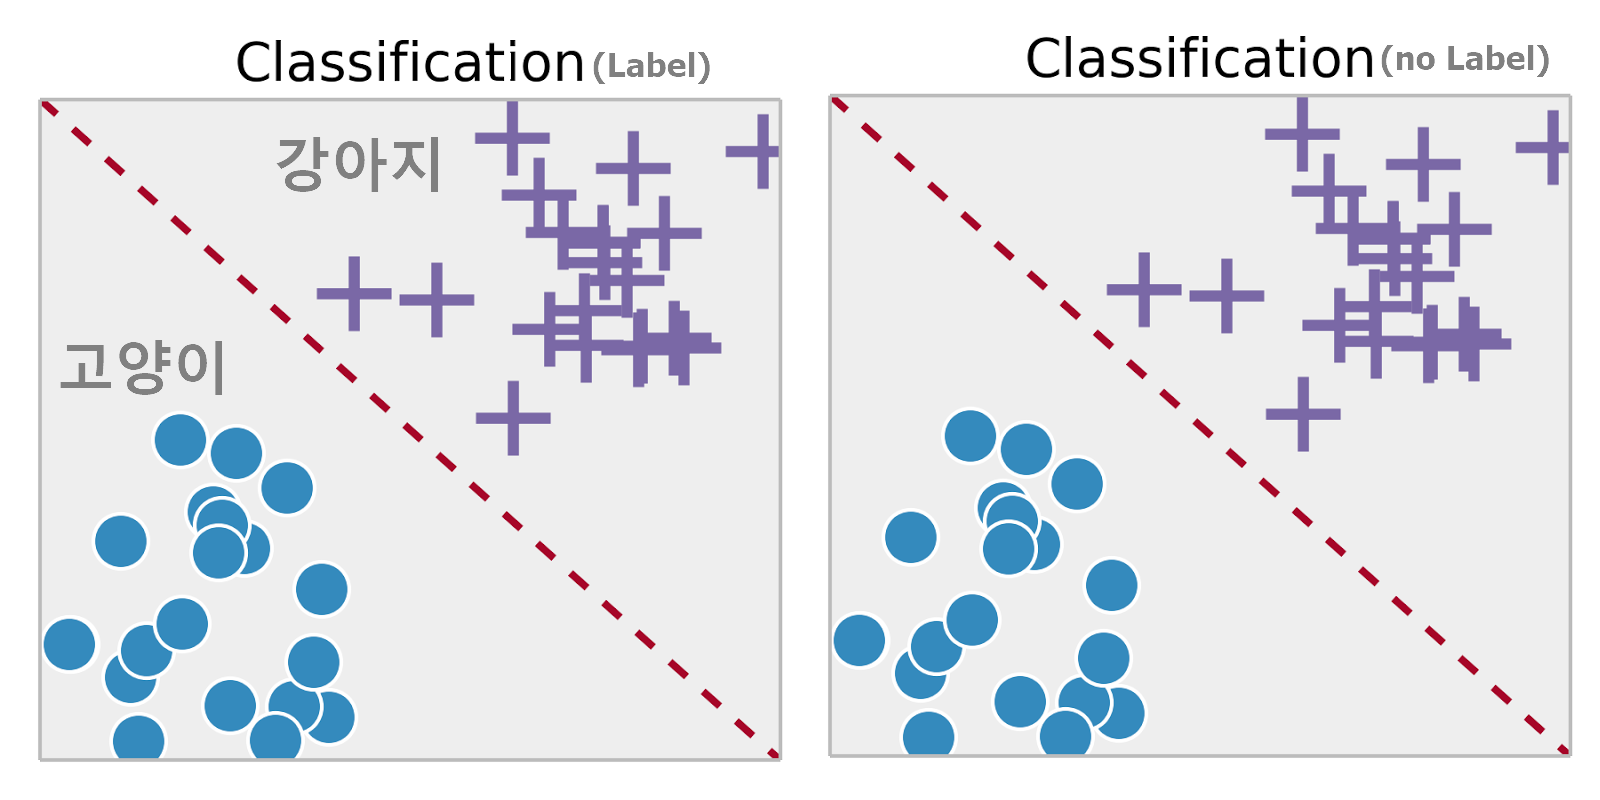 Classification (Label)
강아지
고양이
Classification (no Label)